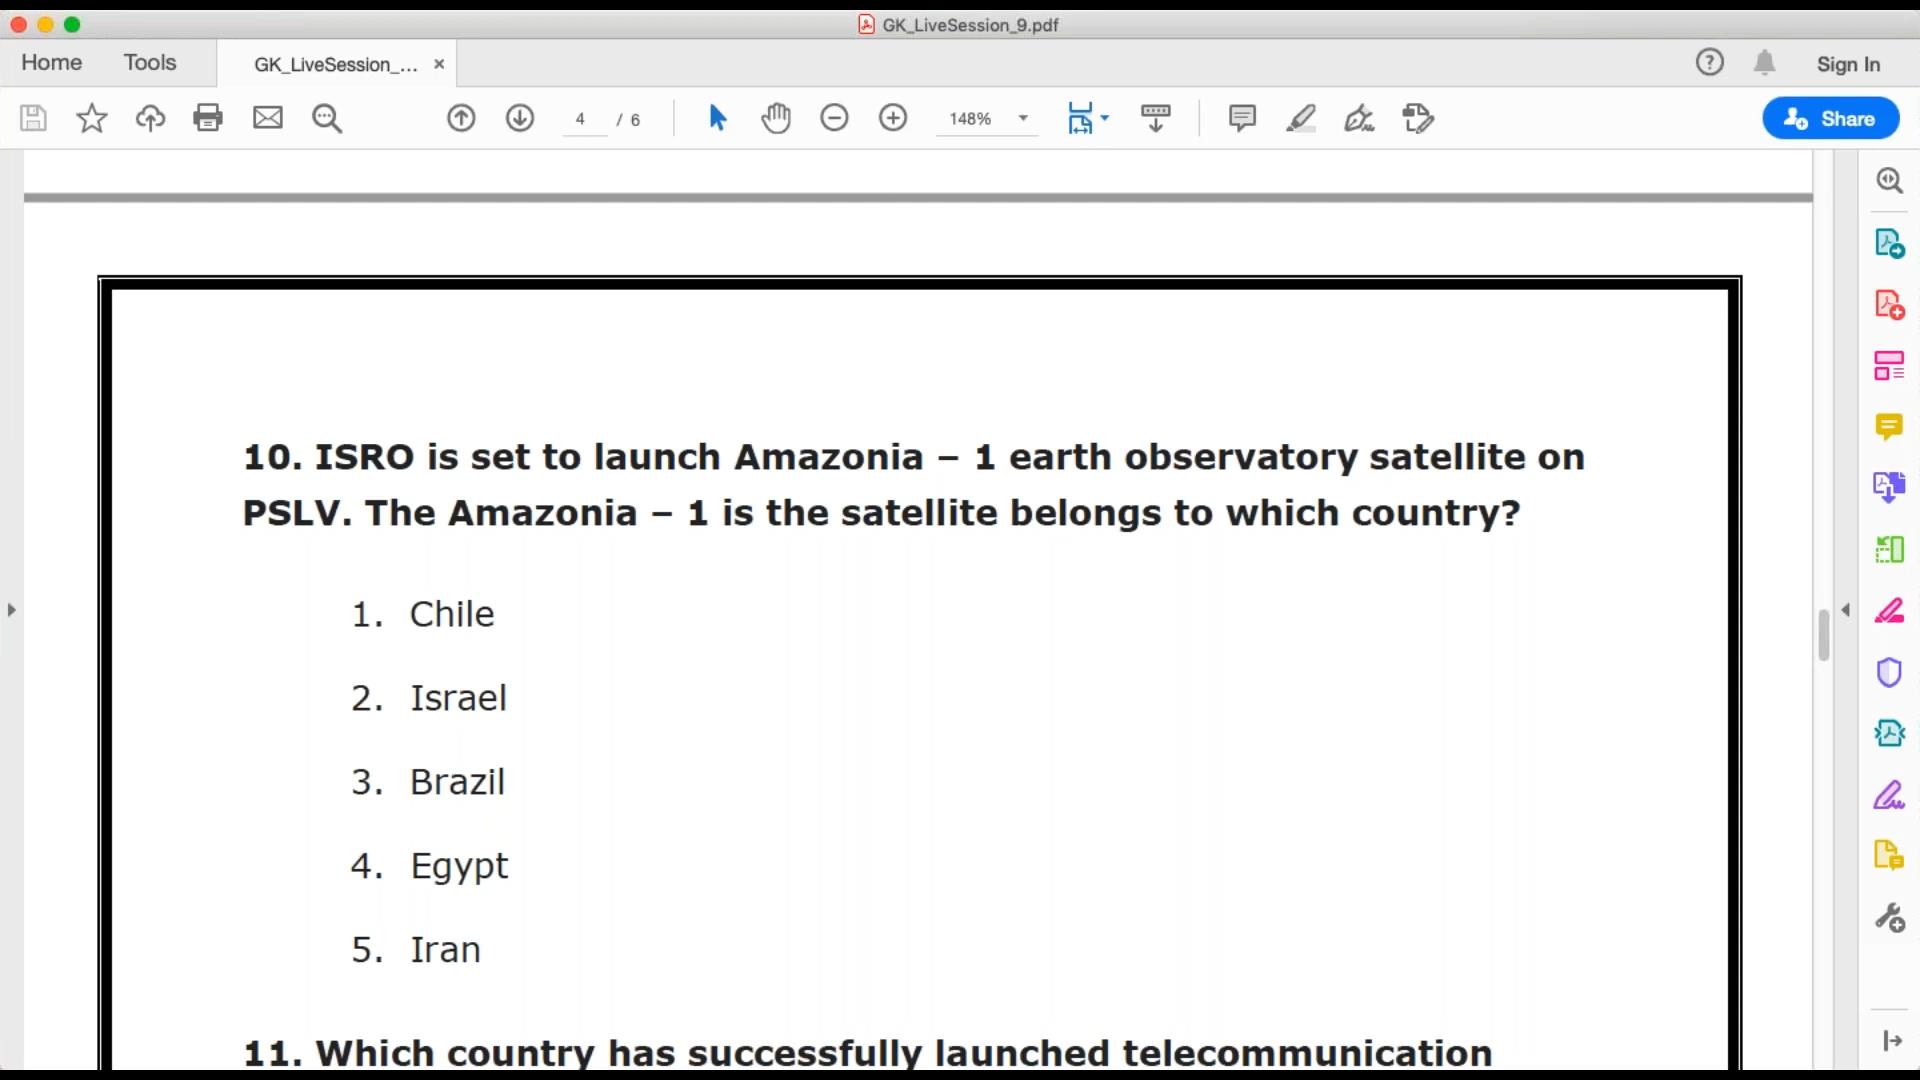 GK_LiveSession_9.pdf
Home Tools GK_LiveSession_... × Sign In
4 / 6 148% Share
10. ISRO is set to launch Amazonia – 1 earth observatory satellite on
PSLV. The Amazonia – 1 is the satellite belongs to which country?
1. Chile
2. Israel
3. Brazil
4. Egypt
5. Iran
11. Which country has successfully launched telecommunication